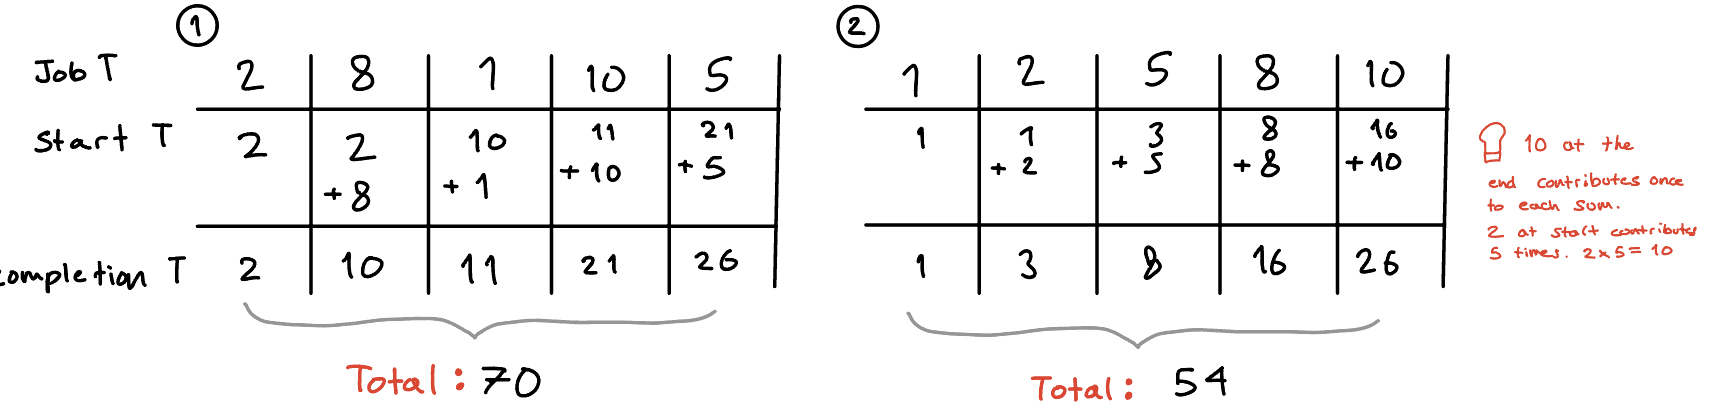 1
Job T 2 8 1 10 5
Start T 2 2 10 11 21
+ 8 + 1 + 10 + 5
completion T 2 10 11 21 26
Total : 70
2
1 2 5 8 10
1 1 3 8 16
+ 2 + 5 + 8 + 10
1 3 8 16 26
Total : 54
10 at the
end contributes once
to each sum.
2 at start contributes
5 times. 2x5 = 10